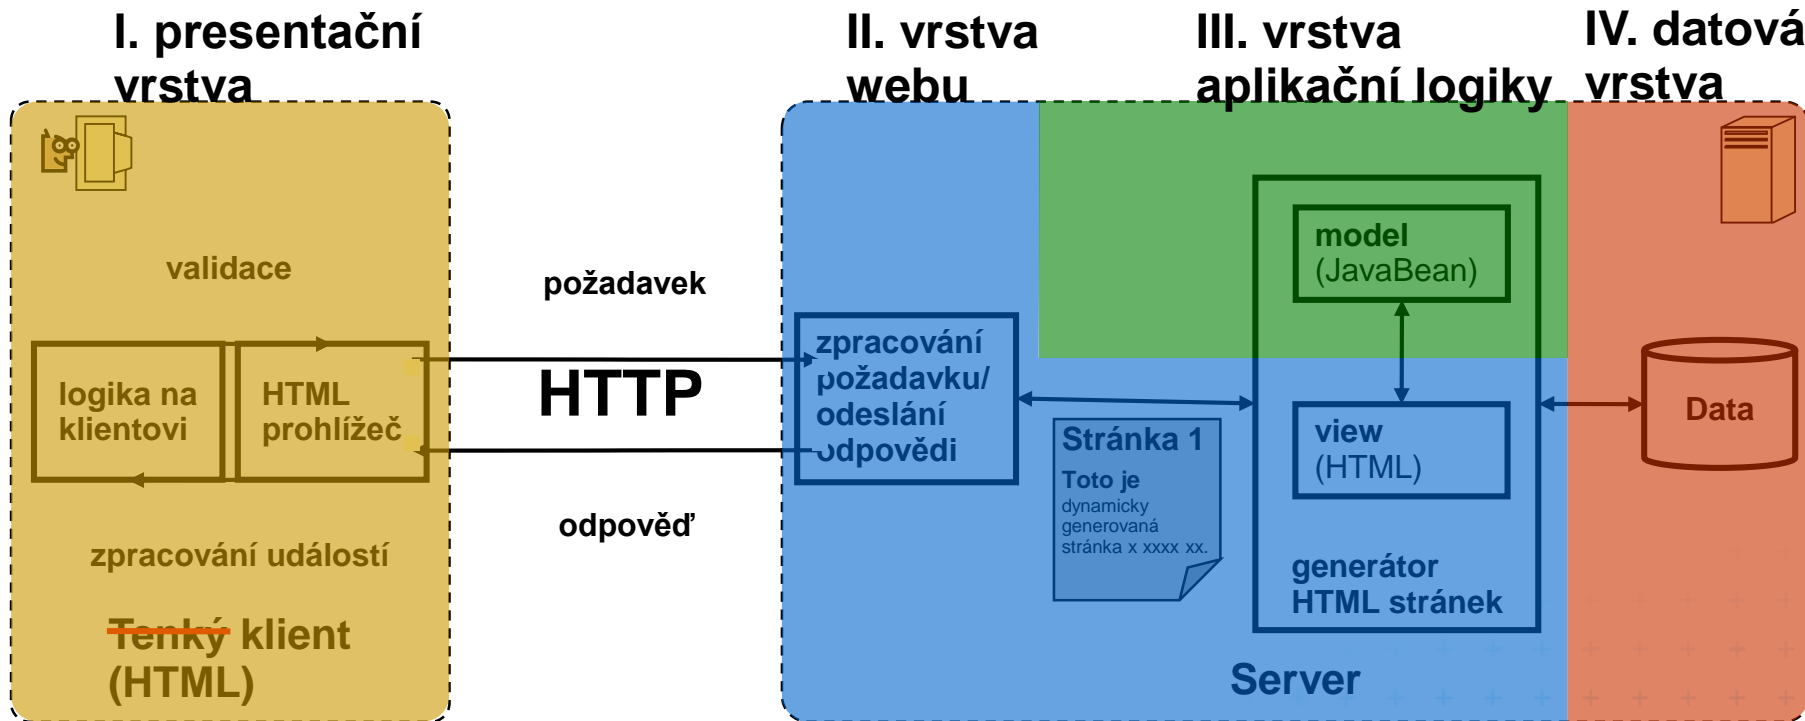 I. presentační
vrstva
II. vrstva
webu
III. vrstva
aplikační logiky
IV. datová
vrstva
validace
logika na
klientovi
HTML
prohlížeč
zpracování událostí
Tenký klient
(HTML)
požadavek
HTTP
odpověď
zpracování
požadavku/
odeslání
odpovědi
Stránka 1
Toto je
dynamicky
generovaná
stránka x xxxx xx.
model
(JavaBean)
view
(HTML)
generátor
HTML stránek
Server
Data